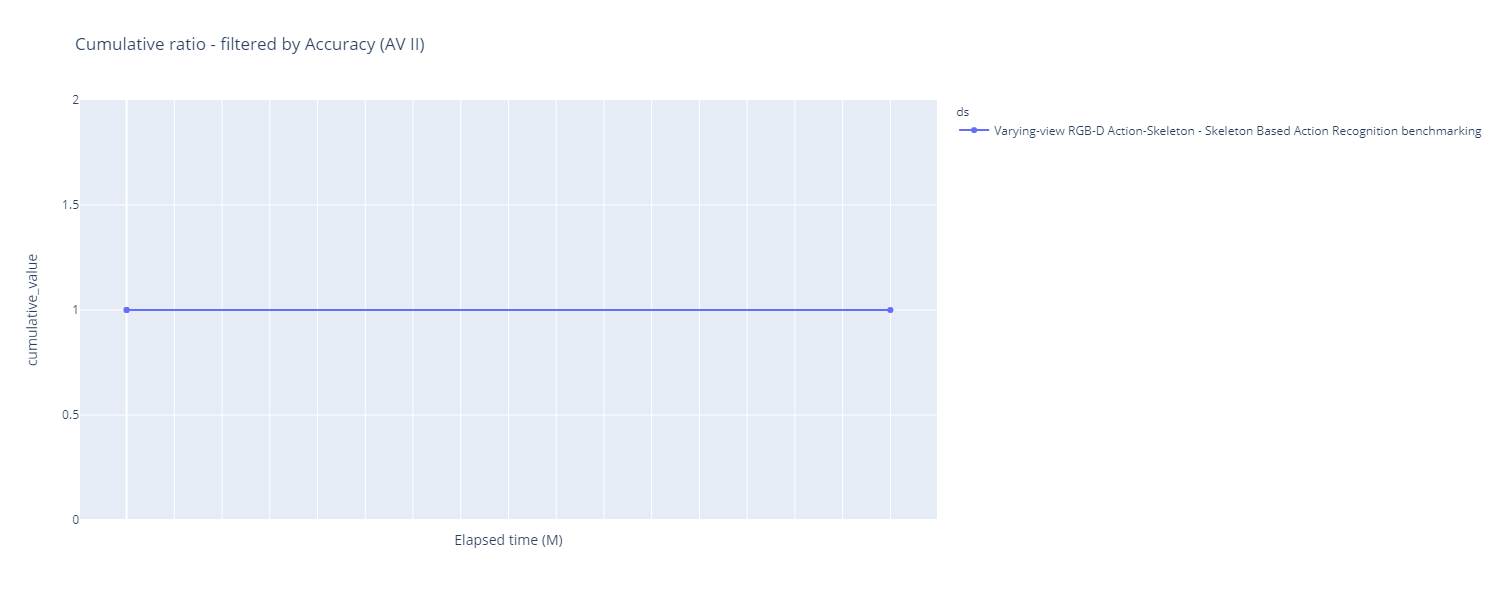 Cumulative ratio - filtered by Accuracy (AV II)
2
1.5
1
0.5
0
cumulative_value
Elapsed time (M)
ds
Varying-view RGB-D Action-Skeleton - Skeleton Based Action Recognition benchmarking